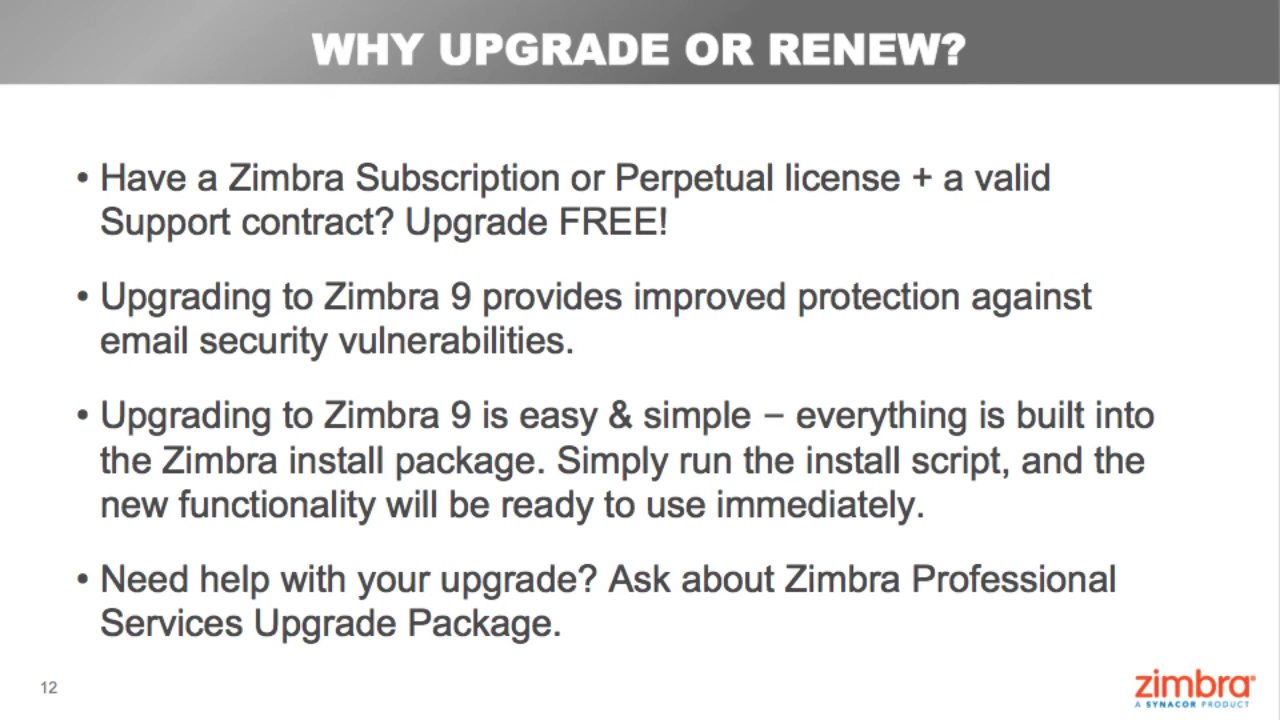 WHY UPGRADE OR RENEW?
• Have a Zimbra Subscription or Perpetual license + a valid
Support contract? Upgrade FREE!
• Upgrading to Zimbra 9 provides improved protection against
email security vulnerabilities.
• Upgrading to Zimbra 9 is easy & simple – everything is built into
the Zimbra install package. Simply run the install script, and the
new functionality will be ready to use immediately.
• Need help with your upgrade? Ask about Zimbra Professional
Services Upgrade Package.
12
zimbra®
A SYNACOR PRODUCT